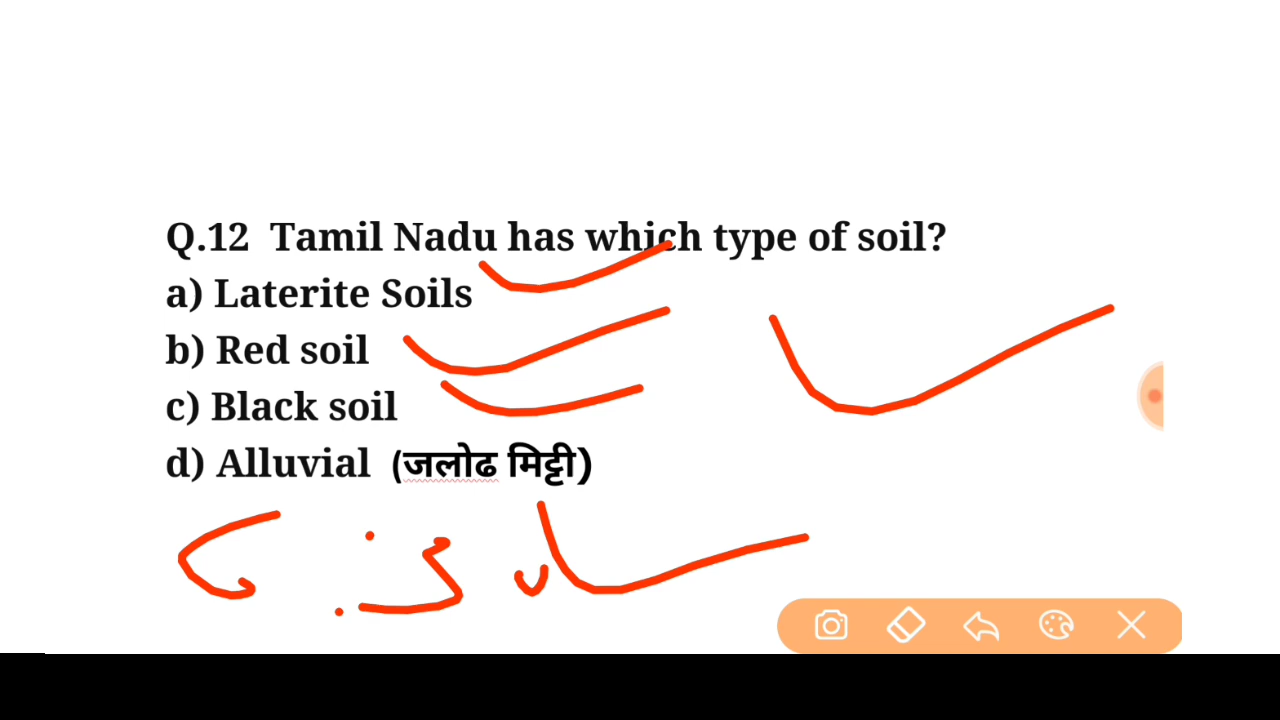 Q.12 Tamil Nadu has which type of soil?
a) Laterite Soils
b) Red soil
c) Black soil
d) Alluvial (जलोढ मिट्टी)